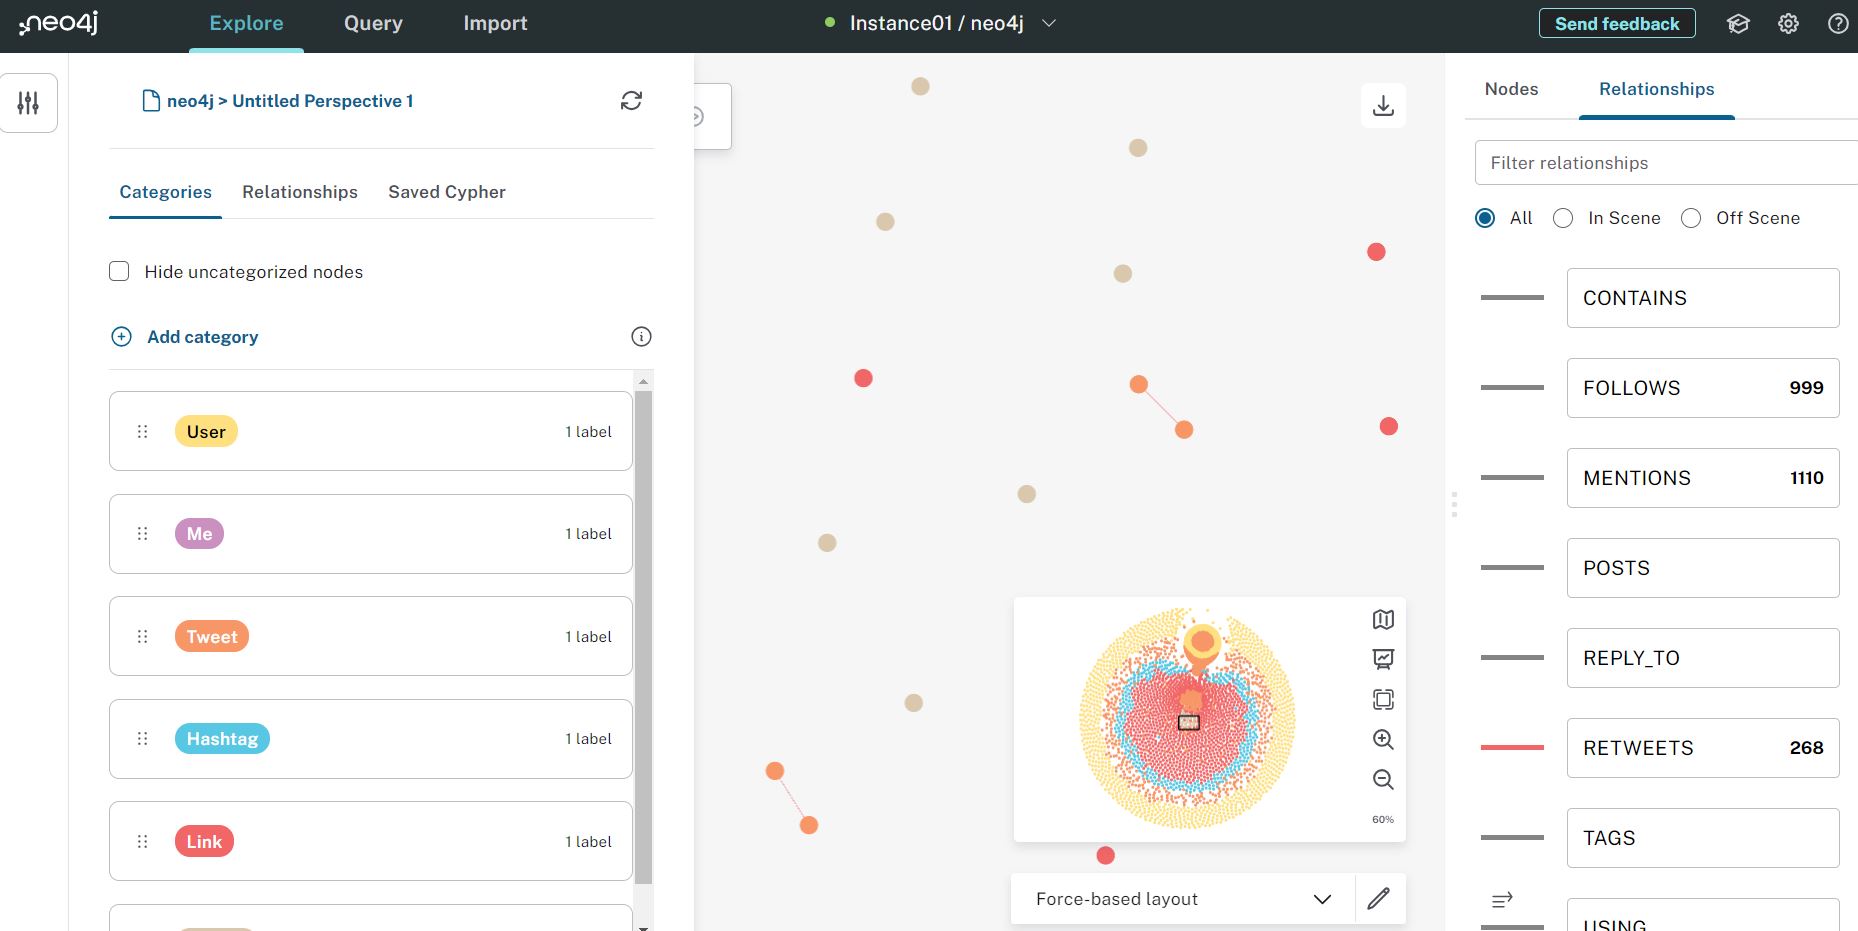 neo4j
Explore
Query
Import
Instance01 / neo4j
Send feedback
neo4j > Untitled Perspective 1
Categories
Relationships
Saved Cypher
Hide uncategorized nodes
Add category
User
1 label
Me
1 label
Tweet
1 label
Hashtag
1 label
Link
1 label
60%
Force-based layout
Nodes
Relationships
Filter relationships
All
In Scene
Off Scene
CONTAINS
FOLLOWS 999
MENTIONS 1110
POSTS
REPLY_TO
RETWEETS 268
TAGS
USING